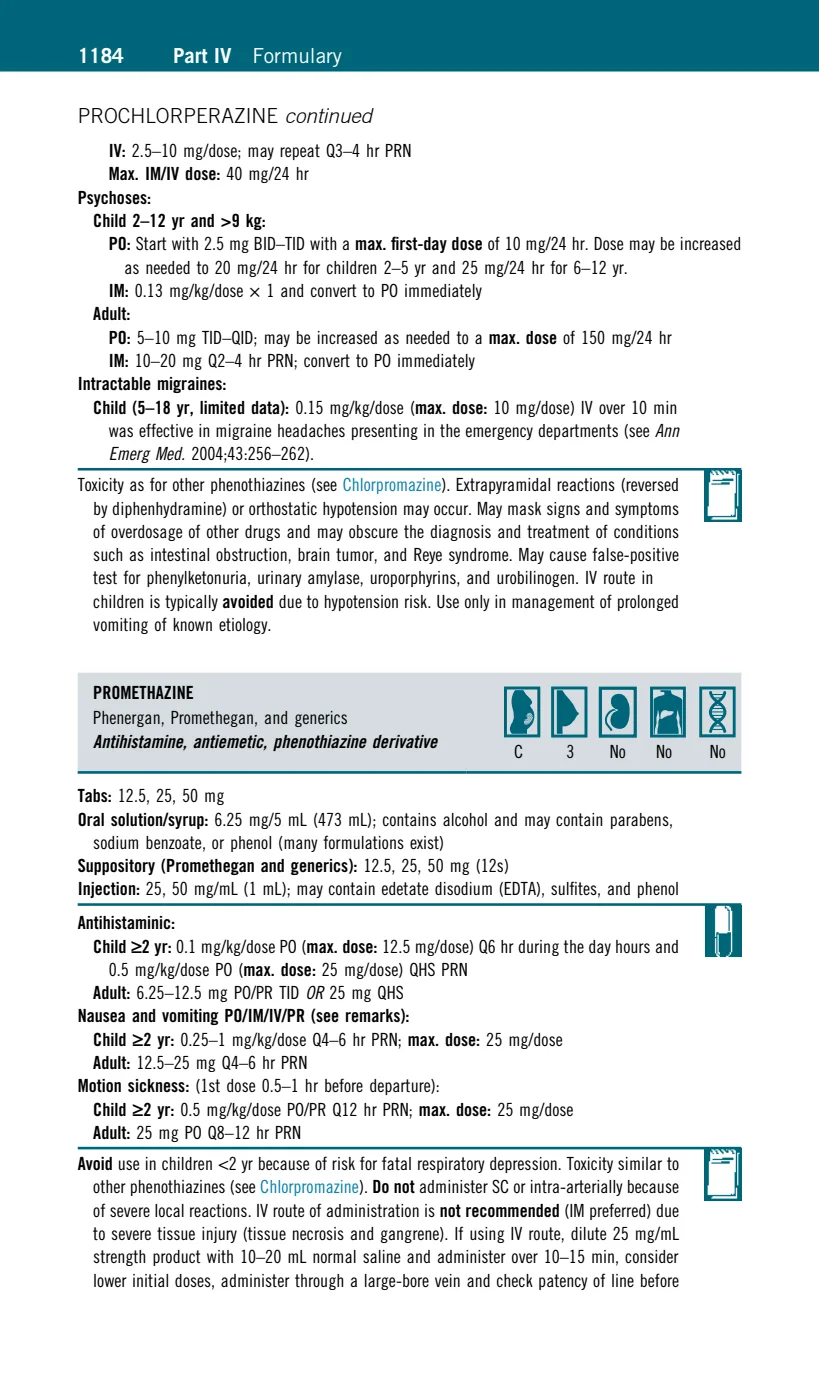 1184 Part IV Formulary
PROCHLORPERAZINE continued
IV: 2.5–10 mg/dose; may repeat Q3–4 hr PRN
Max. IM/IV dose: 40 mg/24 hr
Psychoses:
Child 2–12 yr and >9 kg:
PO: Start with 2.5 mg BID–TID with a max. first-day dose of 10 mg/24 hr. Dose may be increased
as needed to 20 mg/24 hr for children 2–5 yr and 25 mg/24 hr for 6–12 yr.
IM: 0.13 mg/kg/dose × 1 and convert to PO immediately
Adult:
PO: 5–10 mg TID–QID; may be increased as needed to a max. dose of 150 mg/24 hr
IM: 10–20 mg Q2–4 hr PRN; convert to PO immediately
Intractable migraines:
Child (5–18 yr, limited data): 0.15 mg/kg/dose (max. dose: 10 mg/dose) IV over 10 min
was effective in migraine headaches presenting in the emergency departments (see Ann
Emerg Med. 2004;43:256–262).
Toxicity as for other phenothiazines (see Chlorpromazine). Extrapyramidal reactions (reversed
by diphenhydramine) or orthostatic hypotension may occur. May mask signs and symptoms
of overdosage of other drugs and may obscure the diagnosis and treatment of conditions
such as intestinal obstruction, brain tumor, and Reye syndrome. May cause false-positive
test for phenylketonuria, urinary amylase, uroporphyrins, and urobilinogen. IV route in
children is typically avoided due to hypotension risk. Use only in management of prolonged
vomiting of known etiology.
PROMETHAZINE
Phenergan, Promethegan, and generics
Antihistamine, antiemetic, phenothiazine derivative
C 3 No No No
Tabs: 12.5, 25, 50 mg
Oral solution/syrup: 6.25 mg/5 mL (473 mL); contains alcohol and may contain parabens,
sodium benzoate, or phenol (many formulations exist)
Suppository (Promethegan and generics): 12.5, 25, 50 mg (12s)
Injection: 25, 50 mg/mL (1 mL); may contain edetate disodium (EDTA), sulfites, and phenol
Antihistaminic:
Child ≥2 yr: 0.1 mg/kg/dose PO (max. dose: 12.5 mg/dose) Q6 hr during the day hours and
0.5 mg/kg/dose PO (max. dose: 25 mg/dose) QHS PRN
Adult: 6.25–12.5 mg PO/PR TID OR 25 mg QHS
Nausea and vomiting PO/IM/IV/PR (see remarks):
Child ≥2 yr: 0.25–1 mg/kg/dose Q4–6 hr PRN; max. dose: 25 mg/dose
Adult: 12.5–25 mg Q4–6 hr PRN
Motion sickness: (1st dose 0.5–1 hr before departure):
Child ≥2 yr: 0.5 mg/kg/dose PO/PR Q12 hr PRN; max. dose: 25 mg/dose
Adult: 25 mg PO Q8–12 hr PRN
Avoid use in children <2 yr because of risk for fatal respiratory depression. Toxicity similar to
other phenothiazines (see Chlorpromazine). Do not administer SC or intra-arterially because
of severe local reactions. IV route of administration is not recommended (IM preferred) due
to severe tissue injury (tissue necrosis and gangrene). If using IV route, dilute 25 mg/mL
strength product with 10–20 mL normal saline and administer over 10–15 min, consider
lower initial doses, administer through a large-bore vein and check patency of line before